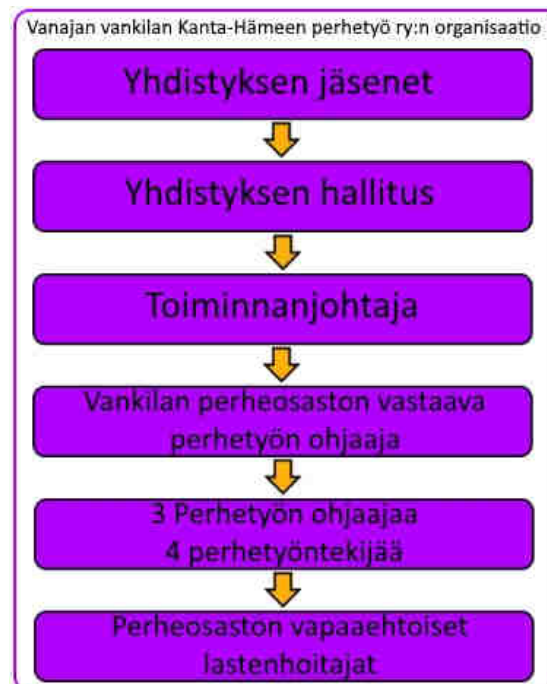 Vanajan vankilan Kanta-Hämeen perhetyö ry:n organisaatio
Yhdistyksen jäsenet
Yhdistyksen hallitus
Toiminnanjohtaja
Vankilan perheosaston vastaava
perhetyön ohjaaja
3 Perhetyön ohjaajaa
4 perhetyöntekijää
Perheosaston vapaaehtoiset
lastenhoitajat